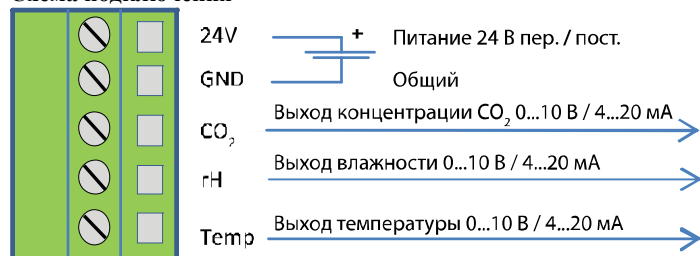 24V + Питание 24 В пер. / пост.
GND Общий
CO₂ Выход концентрации CO₂ 0...10 В / 4...20 мА
rH Выход влажности 0...10 В / 4...20 мА
Temp Выход температуры 0...10 В / 4...20 мА